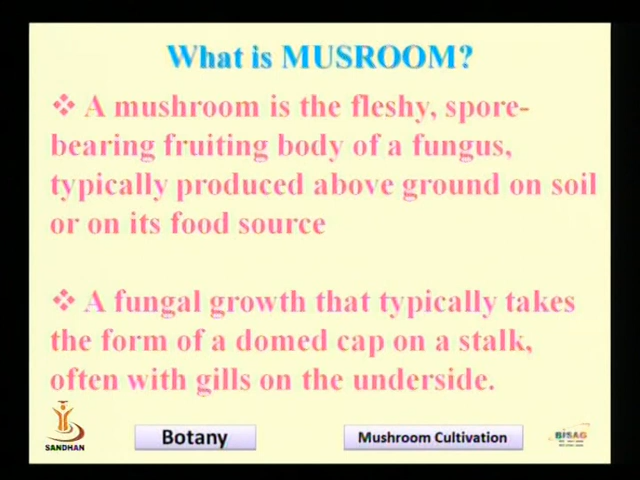 What is MUSROOM?
❖ A mushroom is the fleshy, spore-
bearing fruiting body of a fungus,
typically produced above ground on soil
or on its food source
❖ A fungal growth that typically takes
the form of a domed cap on a stalk,
often with gills on the underside.
SANDHAN
Botany
Mushroom Cultivation
BISAG